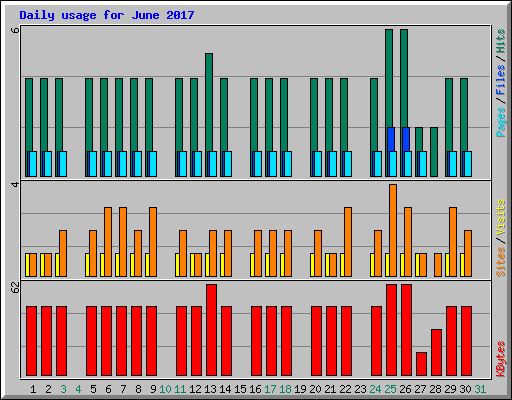 Daily usage for June 2017
6
Pages/Files/Hits
4
Sites/Visits
62
KBytes
1 2 3 4 5 6 7 8 9 10 11 12 13 14 15 16 17 18 19 20 21 22 23 24 25 26 27 28 29 30 31